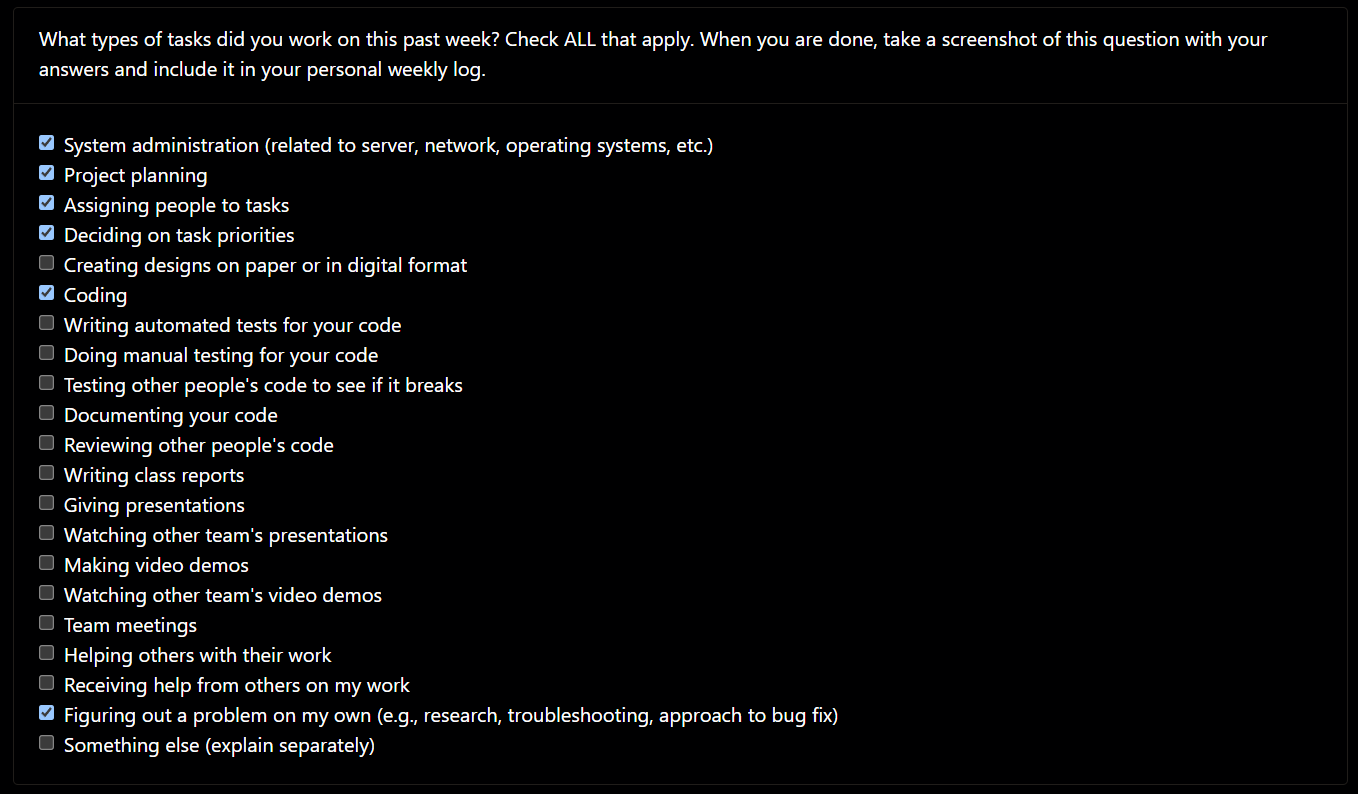 What types of tasks did you work on this past week? Check ALL that apply. When you are done, take a screenshot of this question with your
answers and include it in your personal weekly log.
System administration (related to server, network, operating systems, etc.)
Project planning
Assigning people to tasks
Deciding on task priorities
Creating designs on paper or in digital format
Coding
Writing automated tests for your code
Doing manual testing for your code
Testing other people's code to see if it breaks
Documenting your code
Reviewing other people's code
Writing class reports
Giving presentations
Watching other team's presentations
Making video demos
Watching other team's video demos
Team meetings
Helping others with their work
Receiving help from others on my work
Figuring out a problem on my own (e.g., research, troubleshooting, approach to bug fix)
Something else (explain separately)